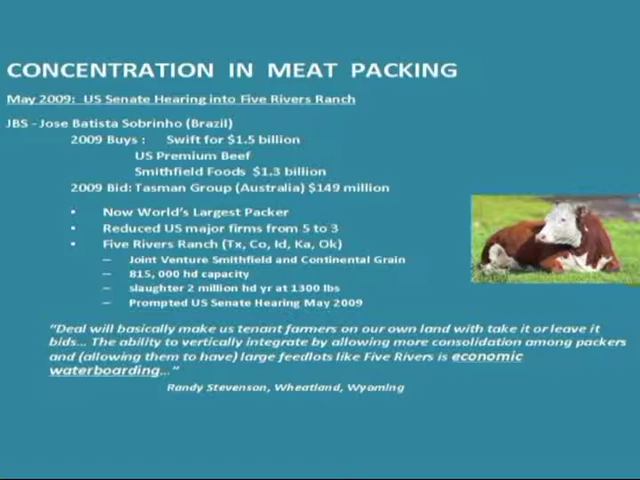 CONCENTRATION IN MEAT PACKING
May 2009: US Senate Hearing into Five Rivers Ranch
JBS - Jose Batista Sobrinho (Brazil)
2009 Buys : Swift for $1.5 billion
US Premium Beef
Smithfield Foods $1.3 billion
2009 Bid: Tasman Group (Australia) $149 million
• Now World's Largest Packer
• Reduced US major firms from 5 to 3
• Five Rivers Ranch (Tx, Co, Id, Ka, Ok)
– Joint Venture Smithfield and Continental Grain
– 815, 000 hd capacity
– slaughter 2 million hd yr at 1300 lbs
– Prompted US Senate Hearing May 2009
"Deal will basically make us tenant farmers on our own land with take it or leave it
bids... The ability to vertically integrate by allowing more consolidation among packers
and (allowing them to have) large feedlots like Five Rivers is economic
waterboarding..."
Randy Stevenson, Wheatland, Wyoming